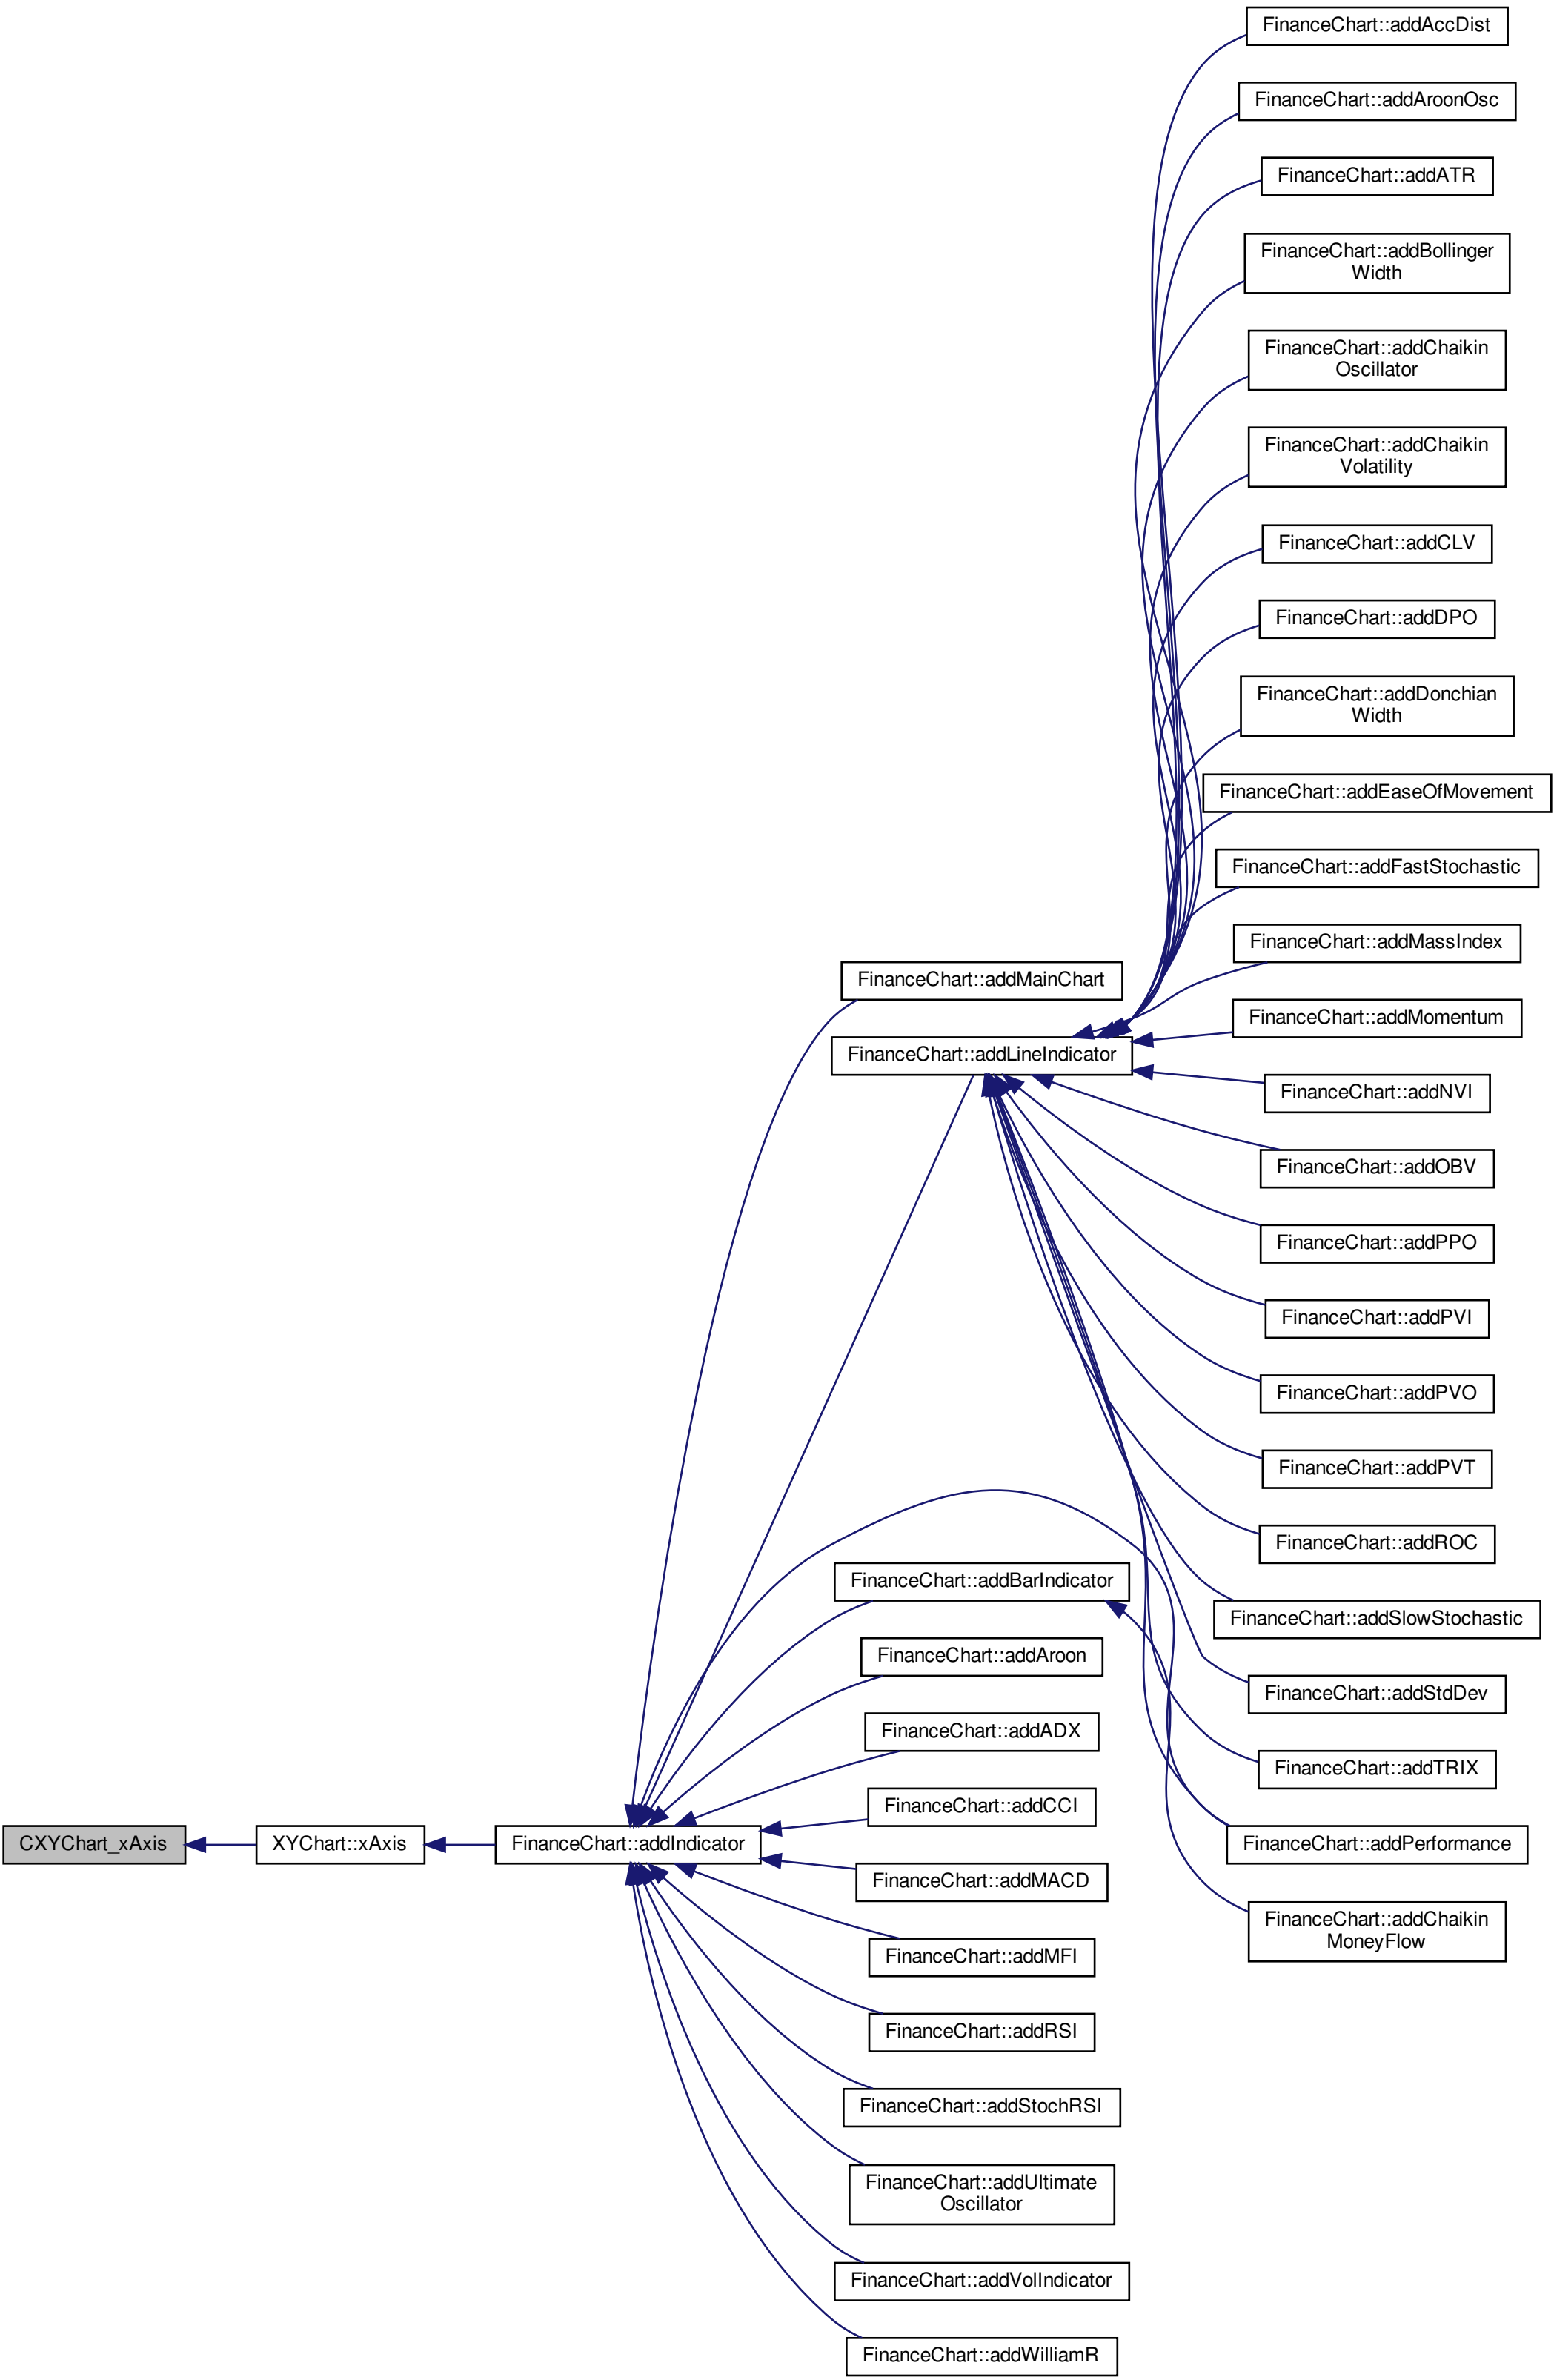 FinanceChart::addAccDist
FinanceChart::addAroonOsc
FinanceChart::addATR
FinanceChart::addBollinger
Width
FinanceChart::addChaikin
Oscillator
FinanceChart::addChaikin
Volatility
FinanceChart::addCLV
FinanceChart::addDPO
FinanceChart::addDonchian
Width
FinanceChart::addEaseOfMovement
FinanceChart::addFastStochastic
FinanceChart::addMassIndex
FinanceChart::addMainChart
FinanceChart::addMomentum
FinanceChart::addLineIndicator
FinanceChart::addNVI
FinanceChart::addOBV
FinanceChart::addPPO
FinanceChart::addPVI
FinanceChart::addPVO
FinanceChart::addPVT
FinanceChart::addROC
FinanceChart::addBarIndicator
FinanceChart::addSlowStochastic
FinanceChart::addAroon
FinanceChart::addStdDev
FinanceChart::addADX
FinanceChart::addTRIX
FinanceChart::addCCI
CXYChart_xAxis
XYChart::xAxis
FinanceChart::addIndicator
FinanceChart::addPerformance
FinanceChart::addMACD
FinanceChart::addChaikin
MoneyFlow
FinanceChart::addMFI
FinanceChart::addRSI
FinanceChart::addStochRSI
FinanceChart::addUltimate
Oscillator
FinanceChart::addVolIndicator
FinanceChart::addWilliamR